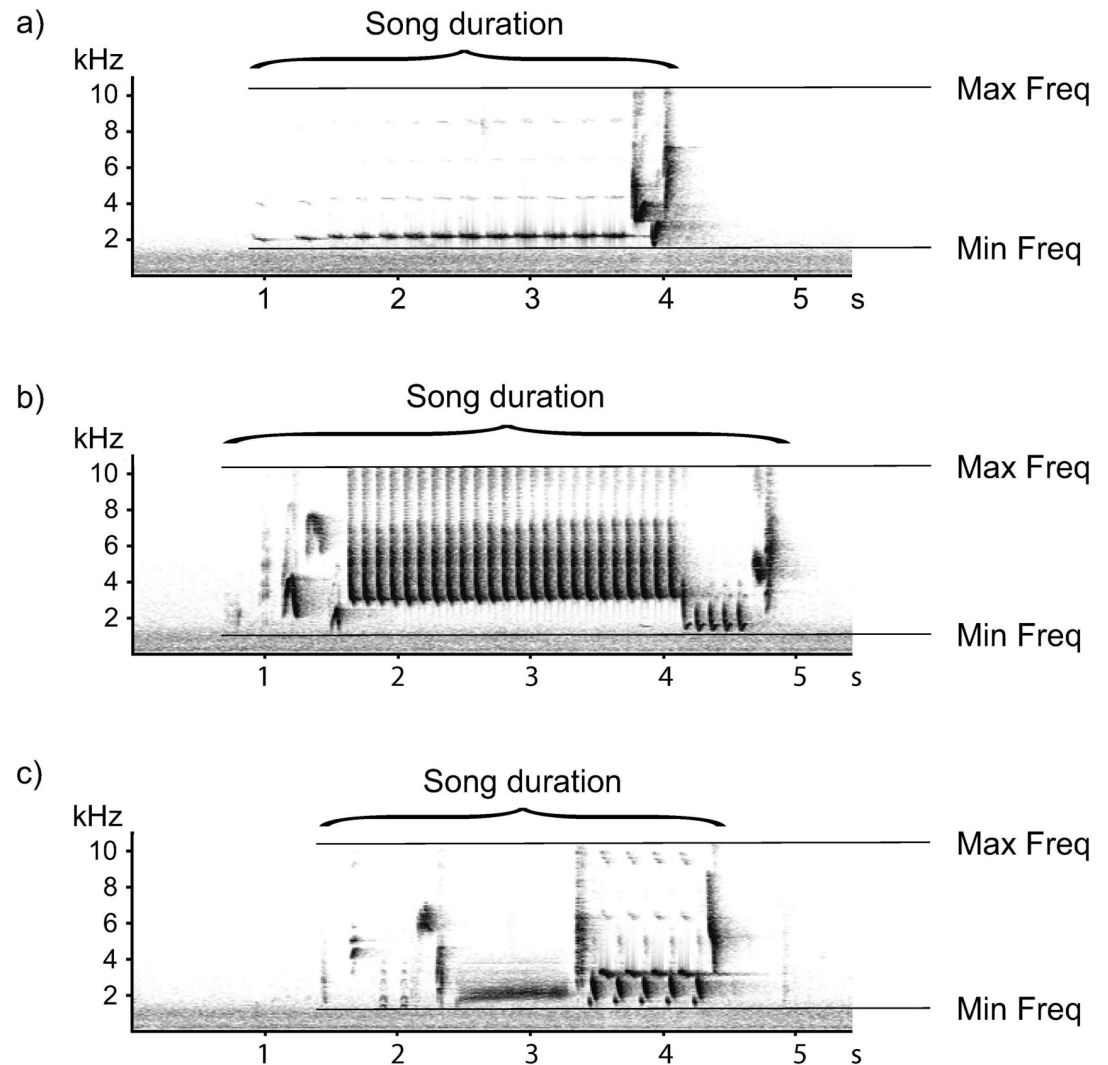 a)
Song duration
kHz
Max Freq
10
8
6
4
2
Min Freq
1 2 3 4 5 s
b)
Song duration
kHz
Max Freq
10
8
6
4
2
Min Freq
1 2 3 4 5 s
c)
Song duration
kHz
Max Freq
10
8
6
4
2
Min Freq
1 2 3 4 5 s